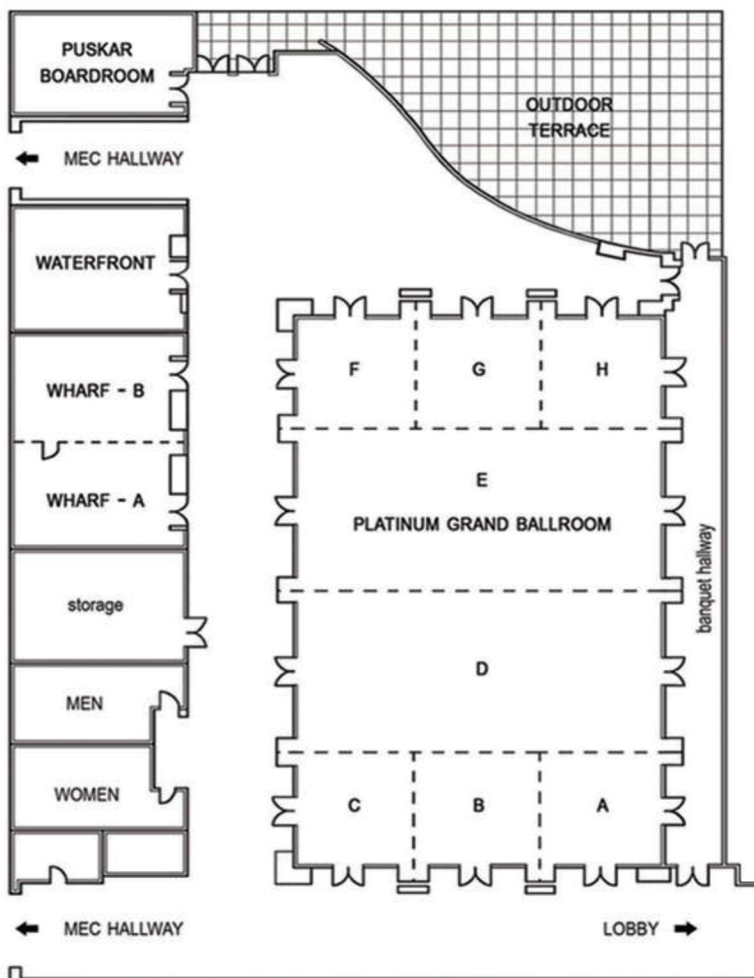 PUSKAR
BOARDROOM
OUTDOOR
TERRACE
MEC HALLWAY
WATERFRONT
WHARF - B
WHARF - A
storage
MEN
WOMEN
F
G
H
E
PLATINUM GRAND BALLROOM
D
C
B
A
banquet hallway
MEC HALLWAY
LOBBY